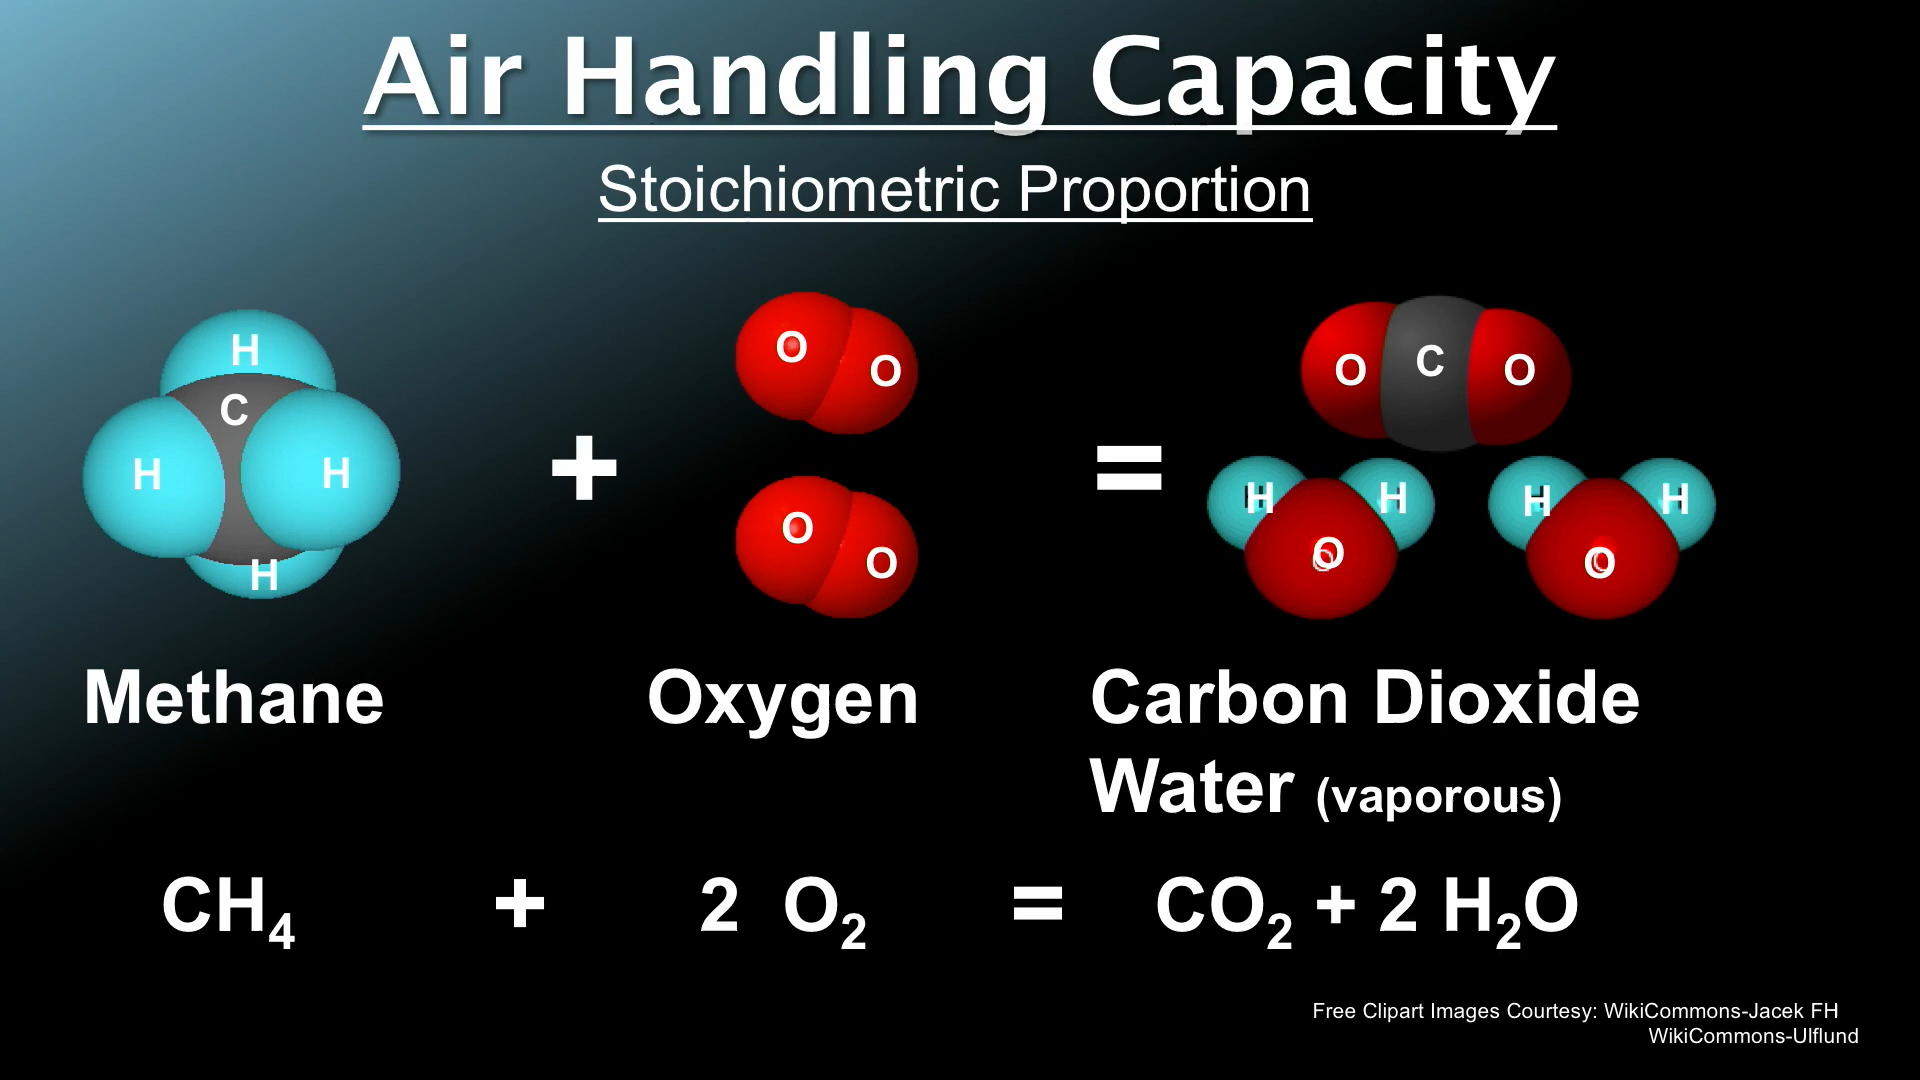 Air Handling Capacity
Stoichiometric Proportion
H
C
H H
H
+
O O
O O
=
O C O
H H H H
O O
Methane Oxygen Carbon Dioxide
Water (vaporous)
CH₄ + 2 O₂ = CO₂ + 2 H₂O
Free Clipart Images Courtesy: WikiCommons-Jacek FH
WikiCommons-Ulflund